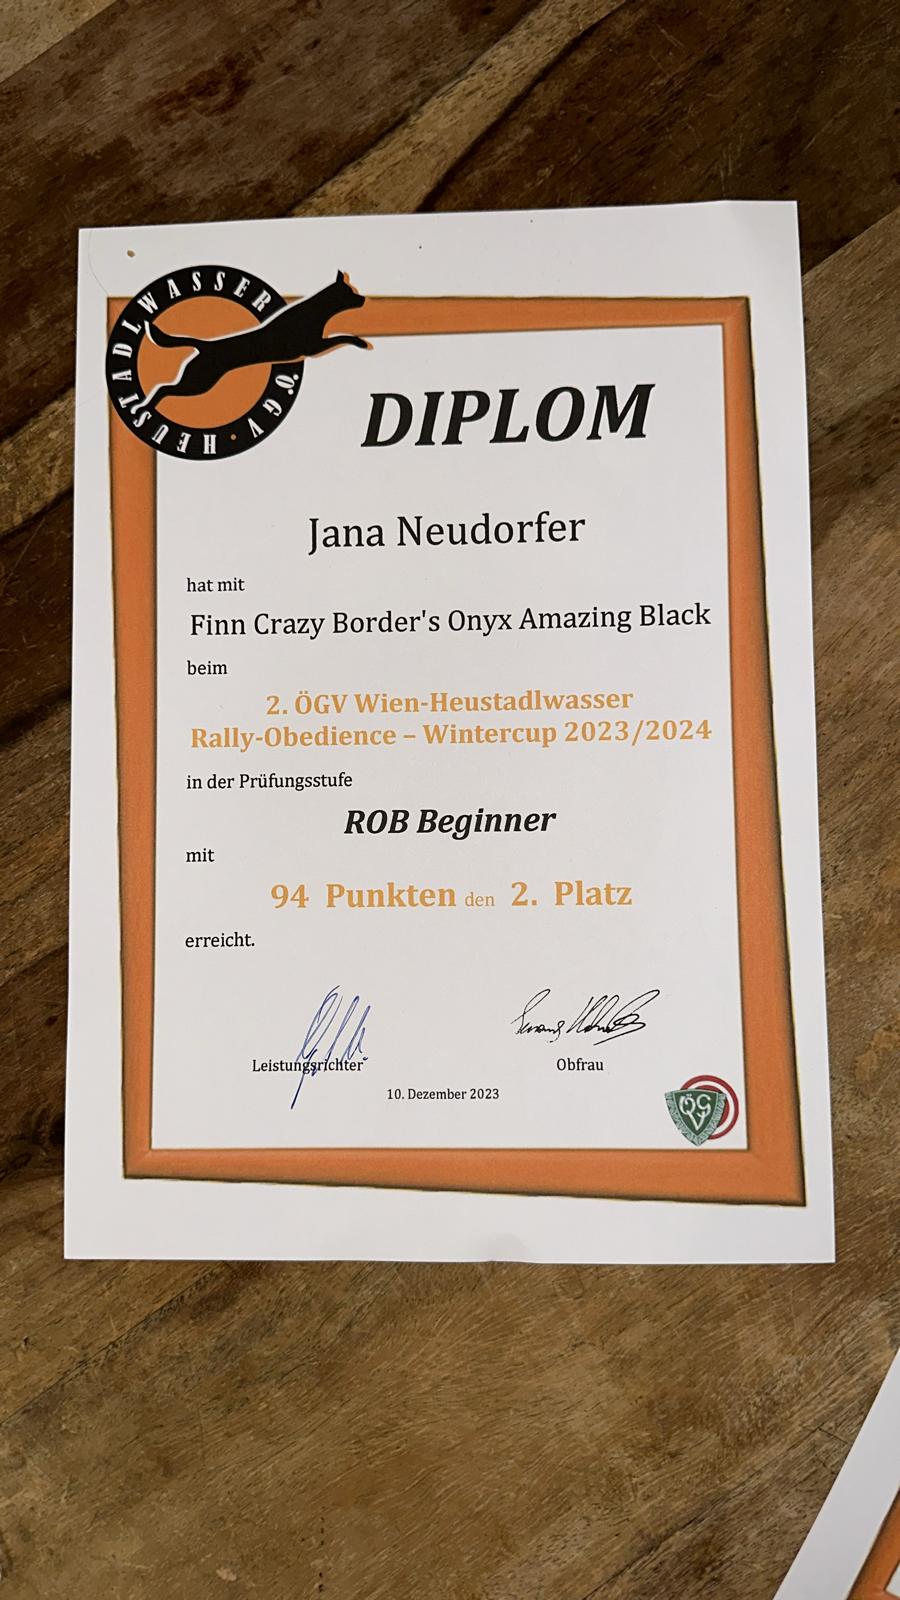 ÖGV · HEUSTADLWASSER
DIPLOM
Jana Neudorfer
hat mit
Finn Crazy Border's Onyx Amazing Black
beim
2. ÖGV Wien-Heustadlwasser
Rally-Obedience – Wintercup 2023/2024
in der Prüfungsstufe
ROB Beginner
mit
94 Punkten den 2. Platz
erreicht.
Leistungsrichter
Obfrau
10. Dezember 2023
ÖGV